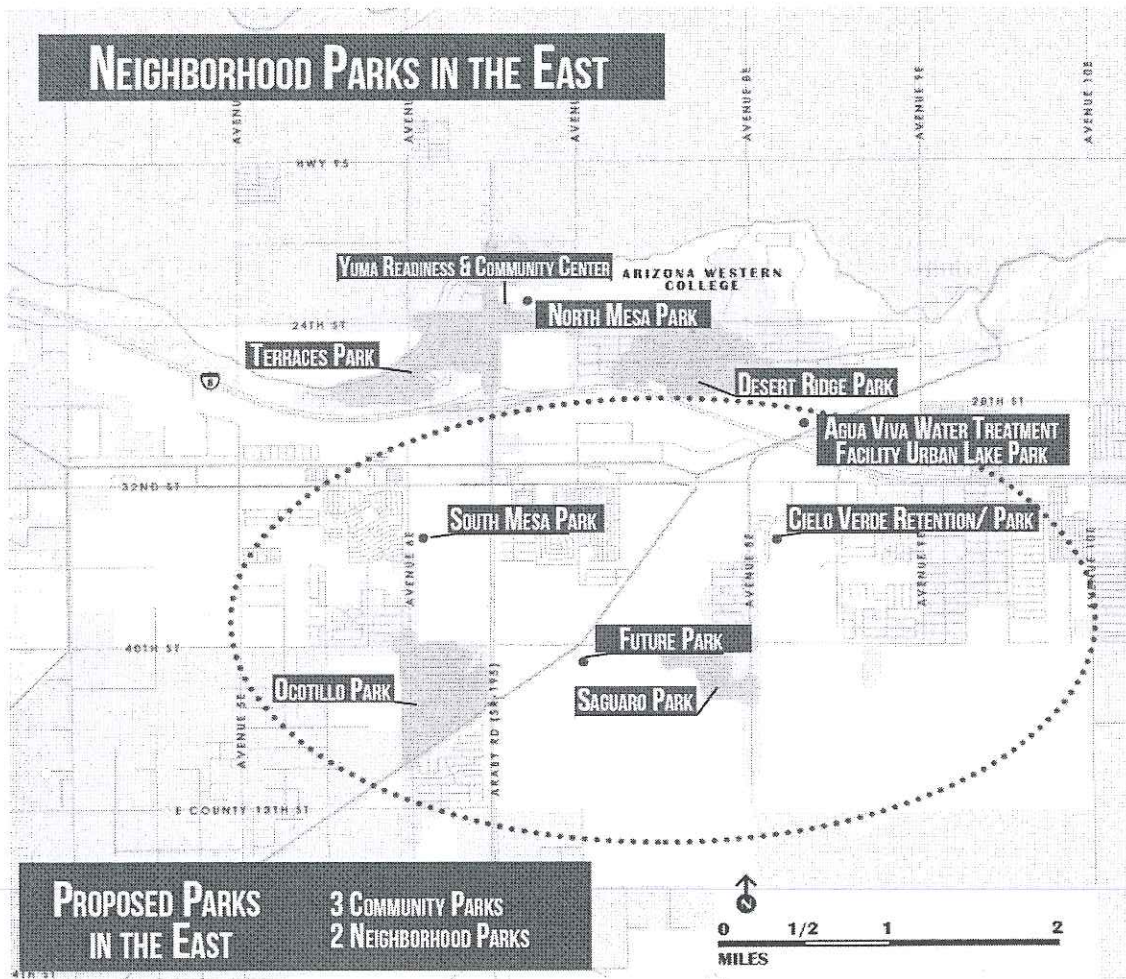 NEIGHBORHOOD PARKS IN THE EAST
AVENUE 8E
AVENUE 9E
AVENUE 10E
HWY 95
YUMA READINESS & COMMUNITY CENTER
ARIZONA WESTERN
COLLEGE
NORTH MESA PARK
24TH ST
TERRACES PARK
8
DESERT RIDGE PARK
28TH ST
AGUA VIVA WATER TREATMENT
FACILITY URBAN LAKE PARK
32ND ST
SOUTH MESA PARK
CIELO VERDE RETENTION/ PARK
AVENUE 6E
AVENUE 8E
AVENUE 9E
AVENUE 10E
40TH ST
FUTURE PARK
OCOTILLO PARK
SAGUARO PARK
AVENUE 5E
ARABY RD (SR 195)
E COUNTY 13TH ST
PROPOSED PARKS
IN THE EAST
3 COMMUNITY PARKS
2 NEIGHBORHOOD PARKS
N
0 1/2 1 2
MILES